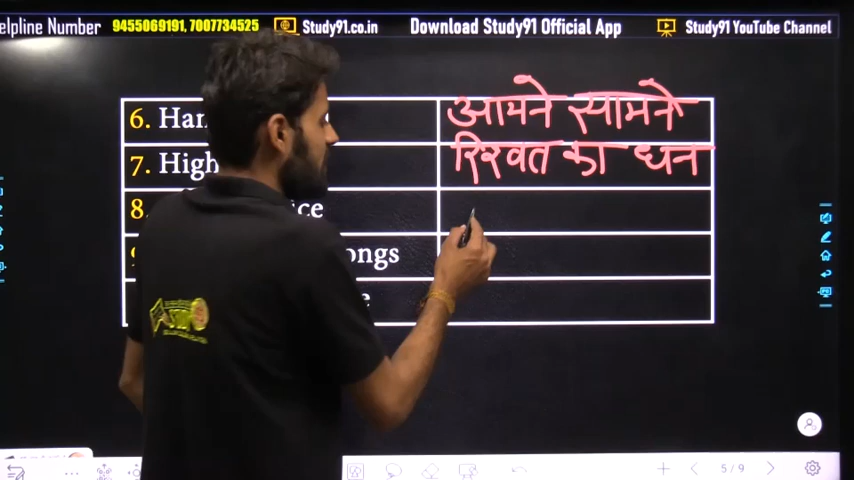 elpline Number 9455069191, 7007734525 Study91.co.in Download Study91 Official App Study91 YouTube Channel
6. Han आमने सामने
7. High रिश्वत का धन
8. ice
ongs
e
5 / 9